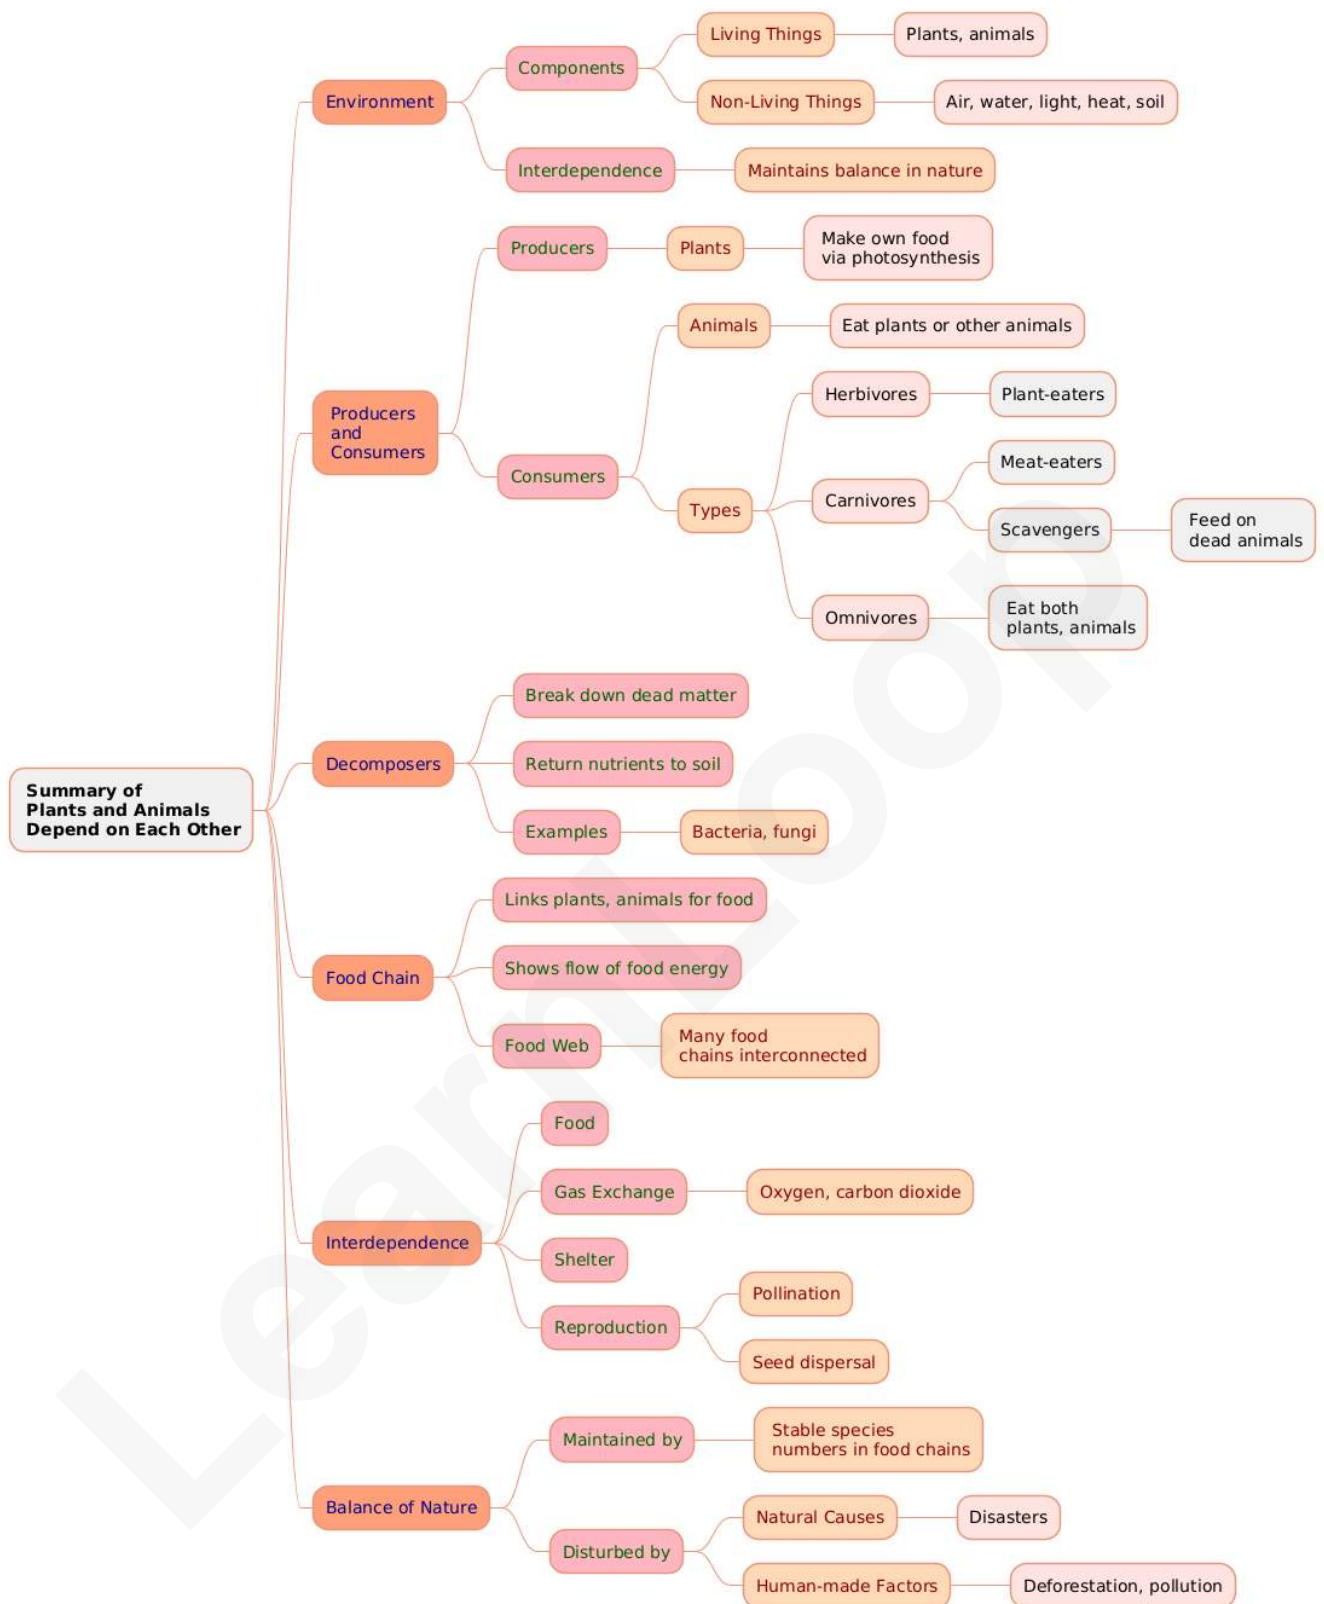 Living Things
Plants, animals
Components
Environment
Non-Living Things
Air, water, light, heat, soil
Interdependence
Maintains balance in nature
Producers
Plants
Make own food
via photosynthesis
Animals
Eat plants or other animals
Producers
and
Consumers
Consumers
Types
Herbivores
Plant-eaters
Carnivores
Meat-eaters
Scavengers
Feed on
dead animals
Omnivores
Eat both
plants, animals
Summary of
Plants and Animals
Depend on Each Other
Decomposers
Break down dead matter
Return nutrients to soil
Examples
Bacteria, fungi
Food Chain
Links plants, animals for food
Shows flow of food energy
Food Web
Many food
chains interconnected
Interdependence
Food
Gas Exchange
Oxygen, carbon dioxide
Shelter
Reproduction
Pollination
Seed dispersal
Balance of Nature
Maintained by
Stable species
numbers in food chains
Disturbed by
Natural Causes
Disasters
Human-made Factors
Deforestation, pollution
LearnLoop